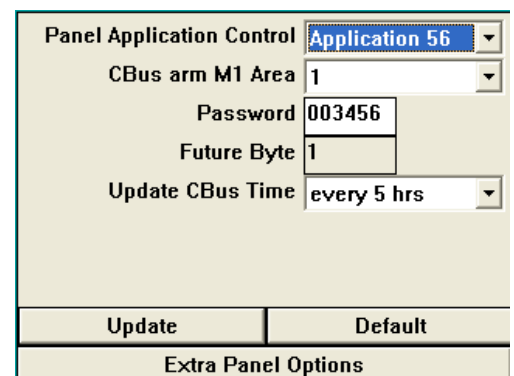 Panel Application Control Application 56
CBus arm M1 Area 1
Password 003456
Future Byte 1
Update CBus Time every 5 hrs
Update Default
Extra Panel Options